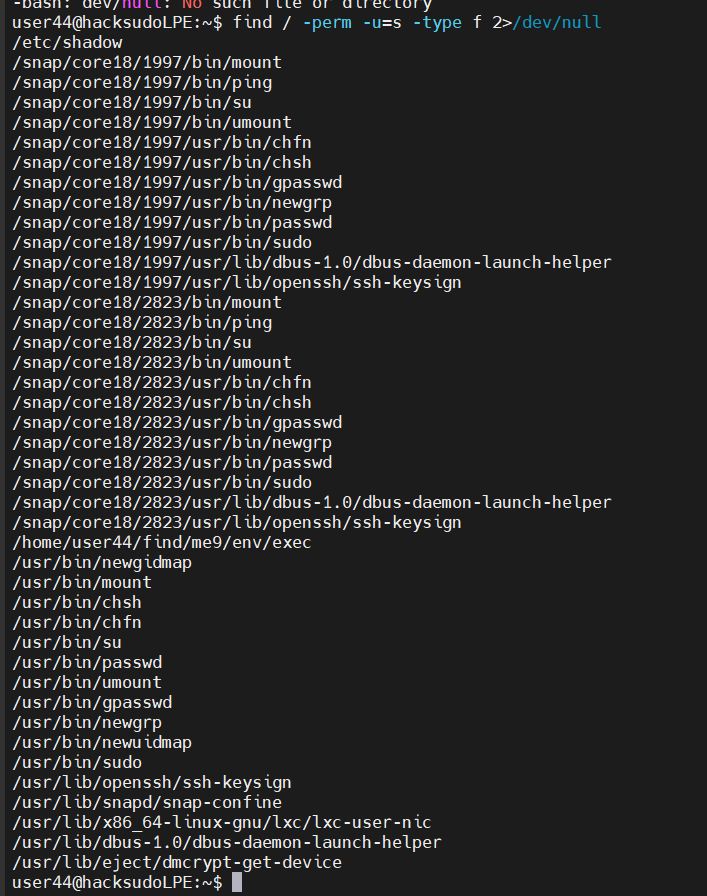 -bash: dev/null: No such file or directory
user44@hacksudoLPE:~$ find / -perm -u=s -type f 2>/dev/null
/etc/shadow
/snap/core18/1997/bin/mount
/snap/core18/1997/bin/ping
/snap/core18/1997/bin/su
/snap/core18/1997/bin/umount
/snap/core18/1997/usr/bin/chfn
/snap/core18/1997/usr/bin/chsh
/snap/core18/1997/usr/bin/gpasswd
/snap/core18/1997/usr/bin/newgrp
/snap/core18/1997/usr/bin/passwd
/snap/core18/1997/usr/bin/sudo
/snap/core18/1997/usr/lib/dbus-1.0/dbus-daemon-launch-helper
/snap/core18/1997/usr/lib/openssh/ssh-keysign
/snap/core18/2823/bin/mount
/snap/core18/2823/bin/ping
/snap/core18/2823/bin/su
/snap/core18/2823/bin/umount
/snap/core18/2823/usr/bin/chfn
/snap/core18/2823/usr/bin/chsh
/snap/core18/2823/usr/bin/gpasswd
/snap/core18/2823/usr/bin/newgrp
/snap/core18/2823/usr/bin/passwd
/snap/core18/2823/usr/bin/sudo
/snap/core18/2823/usr/lib/dbus-1.0/dbus-daemon-launch-helper
/snap/core18/2823/usr/lib/openssh/ssh-keysign
/home/user44/find/me9/env/exec
/usr/bin/newgidmap
/usr/bin/mount
/usr/bin/chsh
/usr/bin/chfn
/usr/bin/su
/usr/bin/passwd
/usr/bin/umount
/usr/bin/gpasswd
/usr/bin/newgrp
/usr/bin/newuidmap
/usr/bin/sudo
/usr/lib/openssh/ssh-keysign
/usr/lib/snapd/snap-confine
/usr/lib/x86_64-linux-gnu/lxc/lxc-user-nic
/usr/lib/dbus-1.0/dbus-daemon-launch-helper
/usr/lib/eject/dmcrypt-get-device
user44@hacksudoLPE:~$